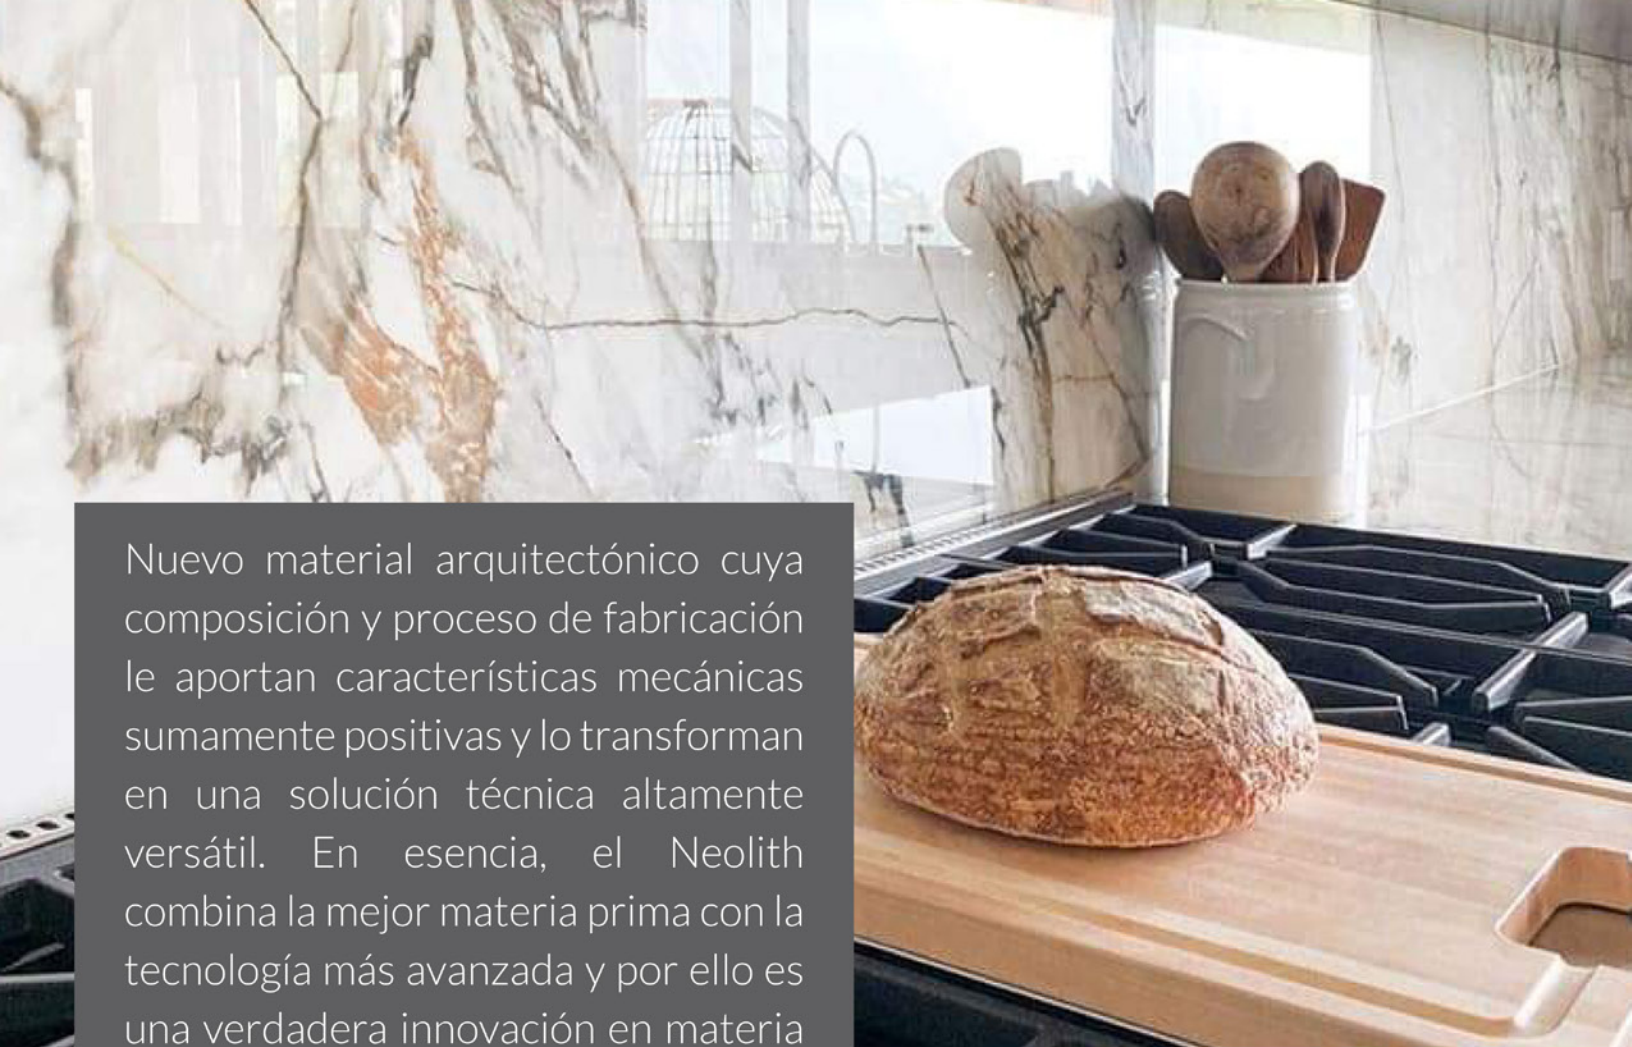 Nuevo material arquitectónico cuya
composición y proceso de fabricación
le aportan características mecánicas
sumamente positivas y lo transforman
en una solución técnica altamente
versátil. En esencia, el Neolith
combina la mejor materia prima con la
tecnología más avanzada y por ello es
una verdadera innovación en materia